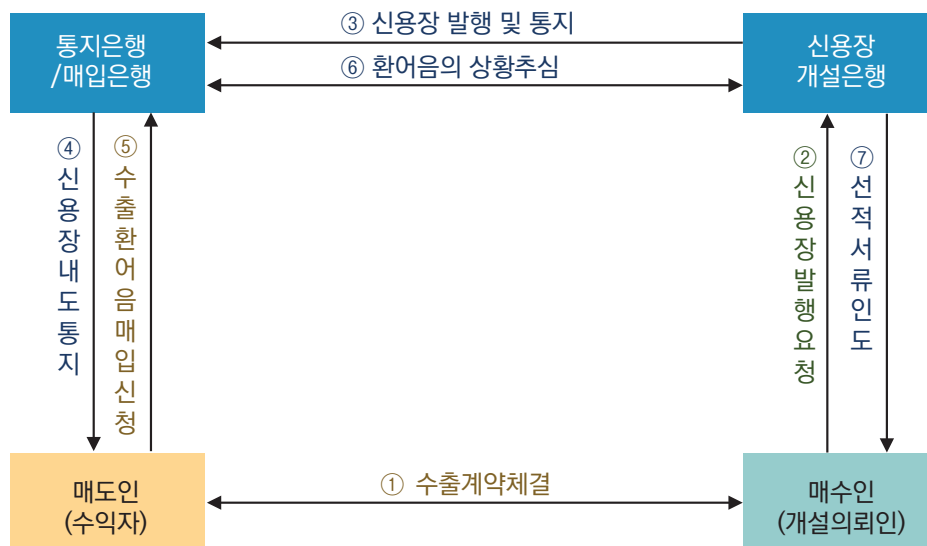 ③ 신용장 발행 및 통지
통지은행
/매입은행
신용장
개설은행
⑥ 환어음의 상황추심
④신용장내도통지
⑤수출환어음매입신청
②신용장발행요청
⑦선적서류인도
① 수출계약체결
매도인
(수익자)
매수인
(개설의뢰인)